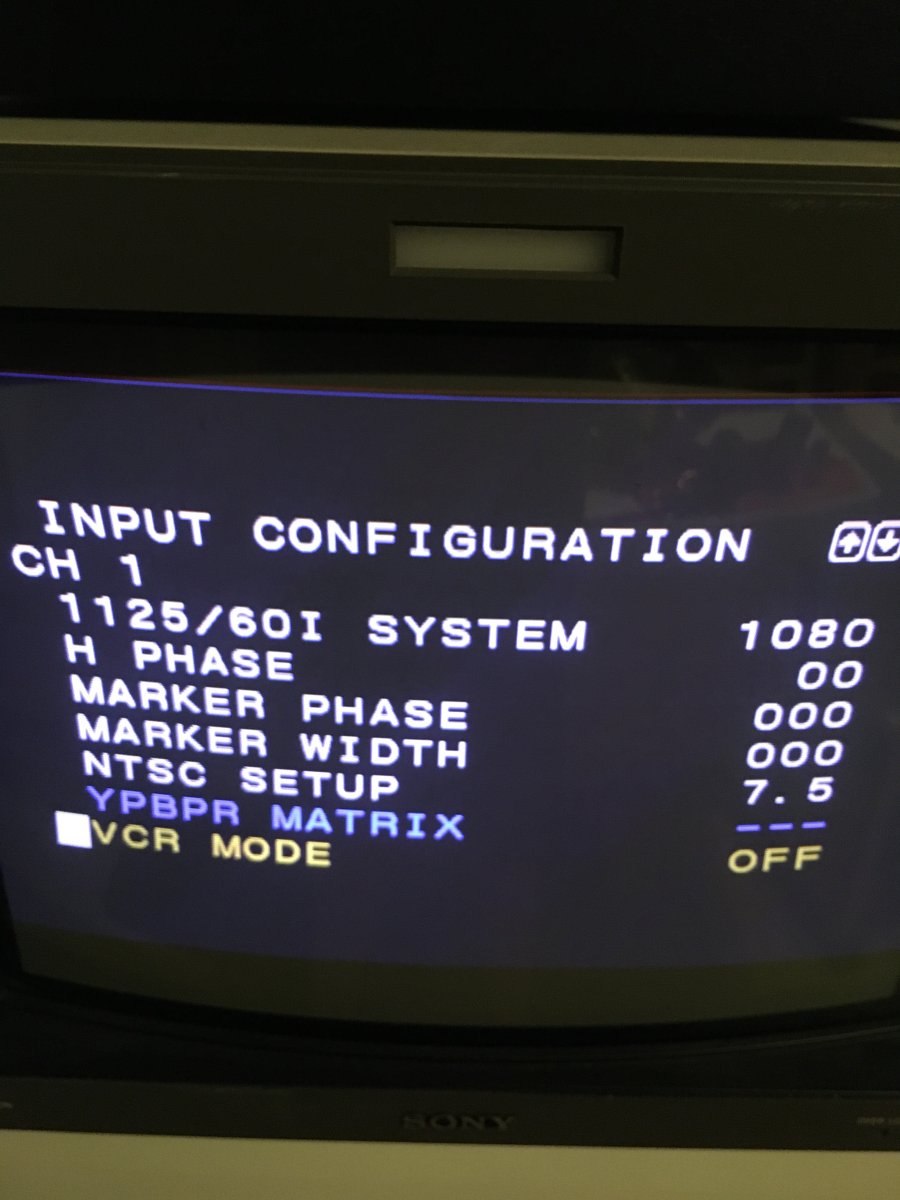 INPUT CONFIGURATION
CH 1
1125/60I SYSTEM 1080
H PHASE 00
MARKER PHASE 000
MARKER WIDTH 000
NTSC SETUP 7.5
YPBPR MATRIX ---
VCR MODE OFF
SONY